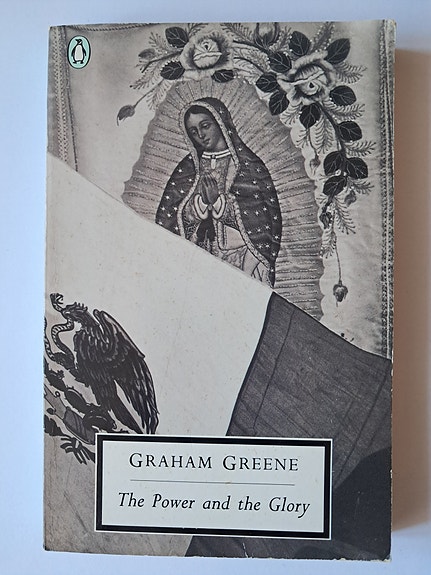 GRAHAM GREENE
The Power and the Glory